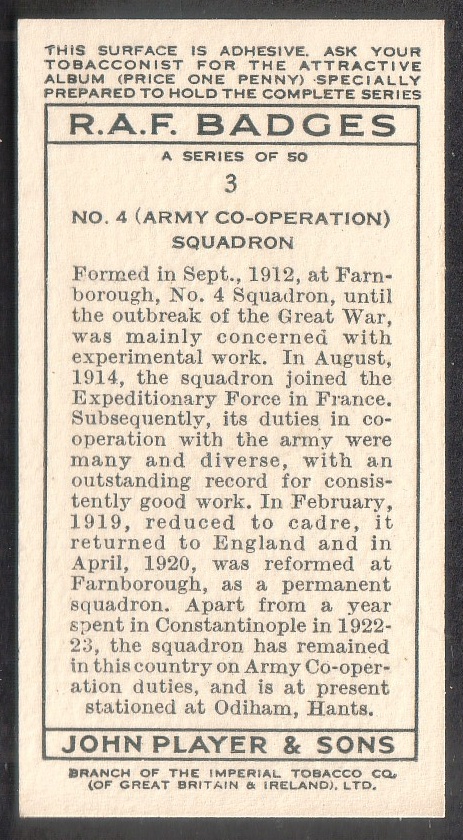 THIS SURFACE IS ADHESIVE. ASK YOUR
TOBACCONIST FOR THE ATTRACTIVE
ALBUM (PRICE ONE PENNY) SPECIALLY
PREPARED TO HOLD THE COMPLETE SERIES
R.A.F. BADGES
A SERIES OF 50
3
NO. 4 (ARMY CO-OPERATION)
SQUADRON
Formed in Sept., 1912, at Farn-
borough, No. 4 Squadron, until
the outbreak of the Great War,
was mainly concerned with
experimental work. In August,
1914, the squadron joined the
Expeditionary Force in France.
Subsequently, its duties in co-
operation with the army were
many and diverse, with an
outstanding record for consis-
tently good work. In February,
1919, reduced to cadre, it
returned to England and in
April, 1920, was reformed at
Farnborough, as a permanent
squadron. Apart from a year
spent in Constantinople in 1922-
23, the squadron has remained
in this country on Army Co-oper-
ation duties, and is at present
stationed at Odiham, Hants.
JOHN PLAYER & SONS
BRANCH OF THE IMPERIAL TOBACCO CO.
(OF GREAT BRITAIN & IRELAND), LTD.